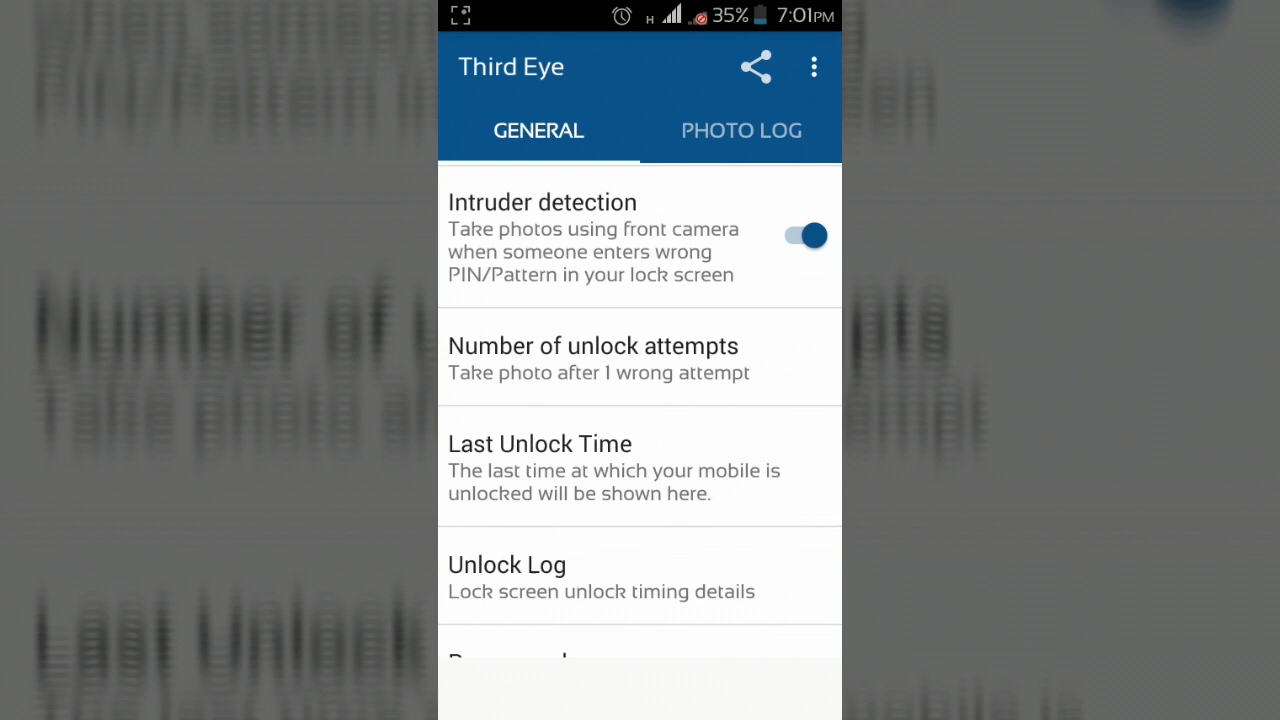 H 35% 7:01PM
Third Eye
GENERAL PHOTO LOG
Intruder detection
Take photos using front camera
when someone enters wrong
PIN/Pattern in your lock screen
Number of unlock attempts
Take photo after 1 wrong attempt
Last Unlock Time
The last time at which your mobile is
unlocked will be shown here.
Unlock Log
Lock screen unlock timing details